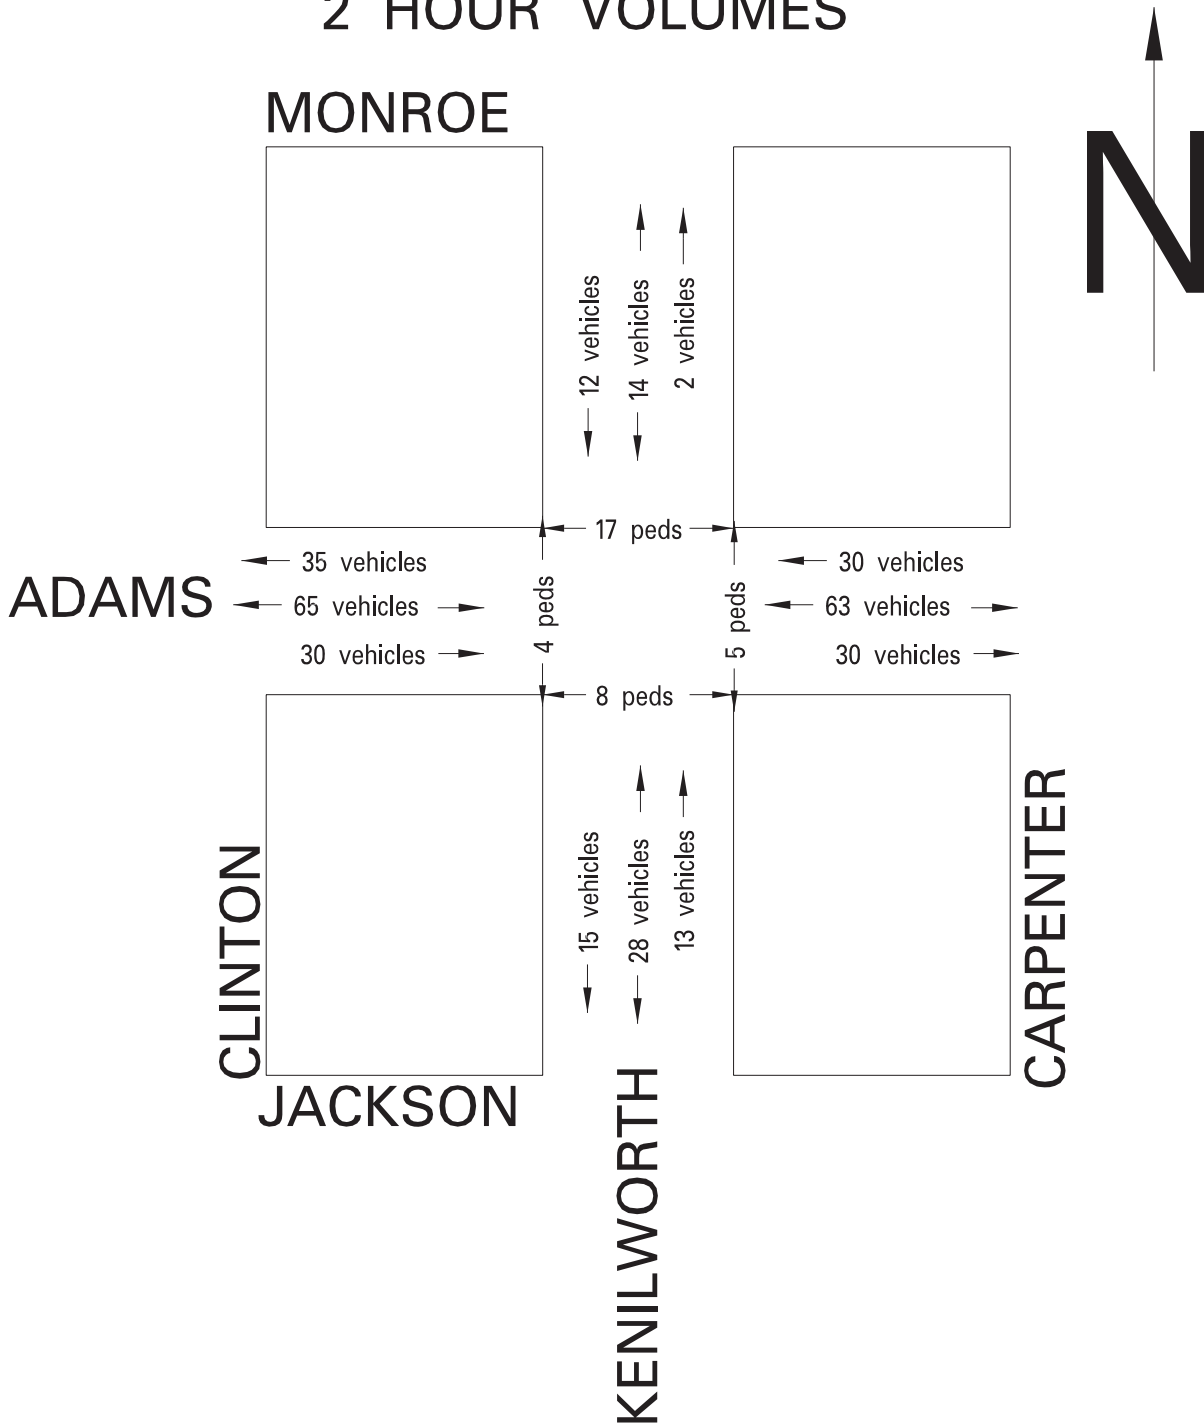 2 HOUR VOLUMES
N
MONROE
12 vehicles
14 vehicles
2 vehicles
17 peds
35 vehicles
30 vehicles
ADAMS
65 vehicles
4 peds
5 peds
63 vehicles
30 vehicles
30 vehicles
8 peds
15 vehicles
28 vehicles
13 vehicles
CLINTON
CARPENTER
JACKSON
KENILWORTH